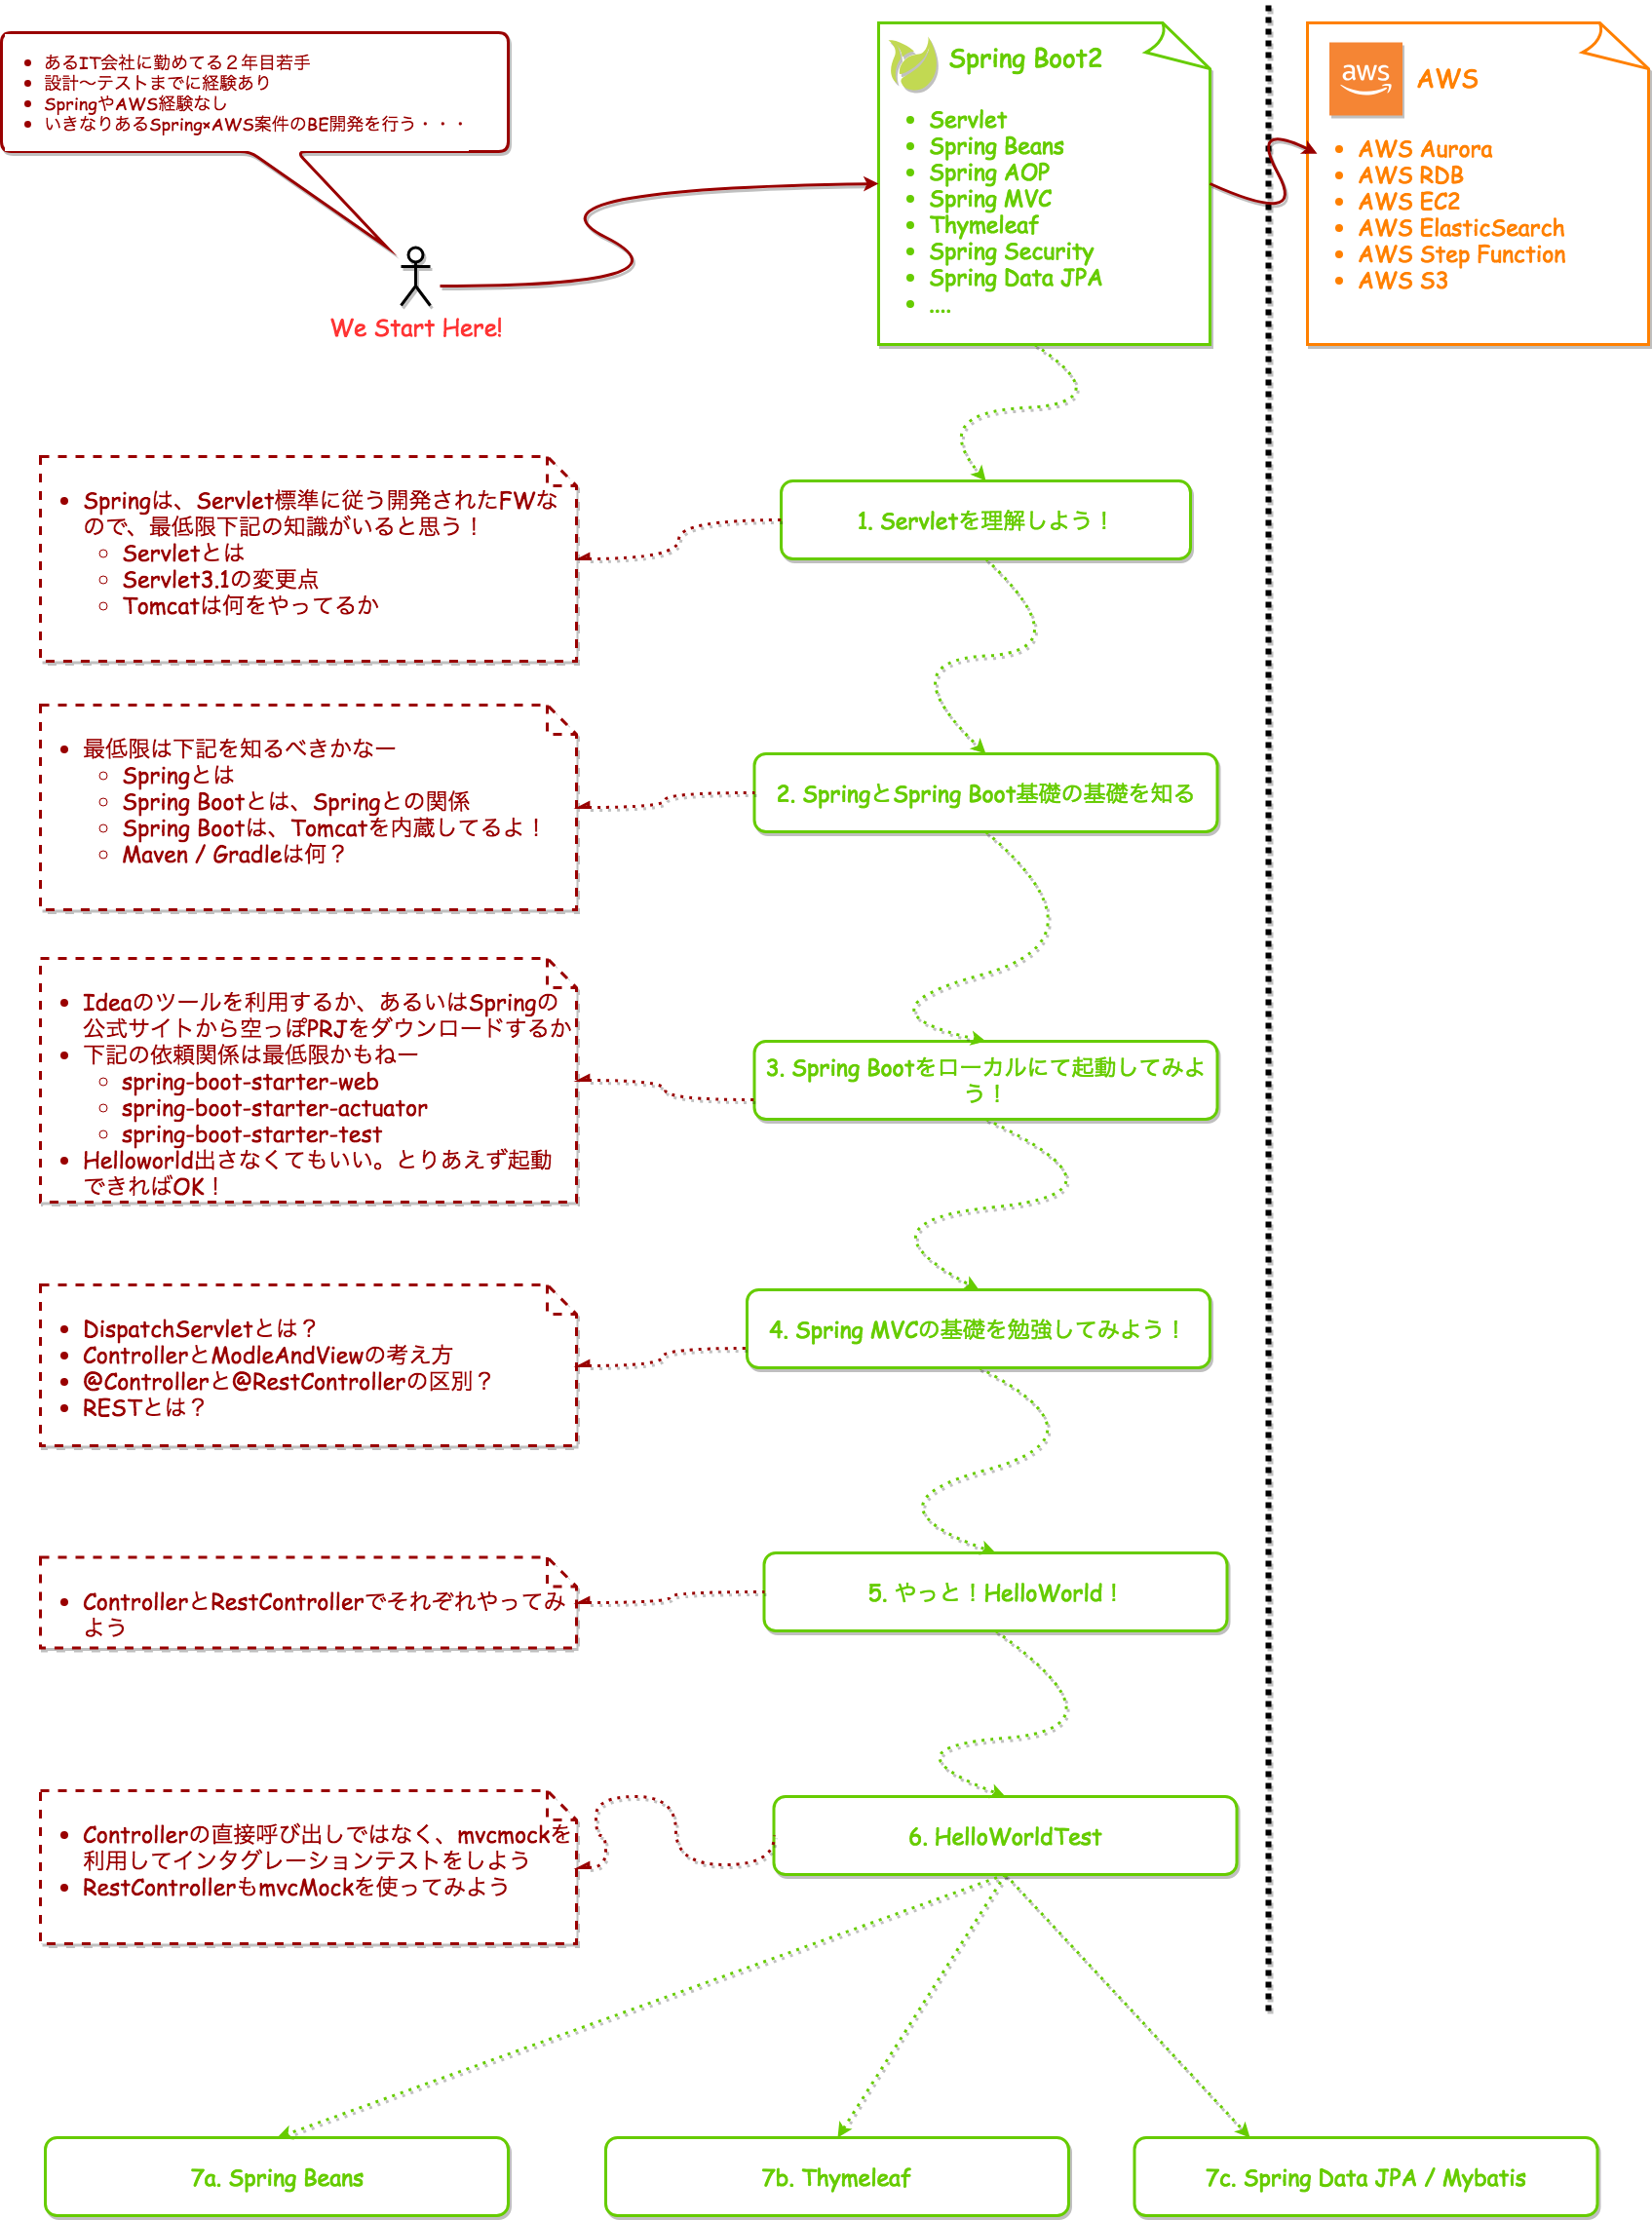 あるIT会社に勤めてる２年目若手
設計〜テストまでに経験あり
SpringやAWS経験なし
いきなりあるSpring×AWS案件のBE開発を行う・・・
We Start Here!
Spring Boot2
Servlet
Spring Beans
Spring AOP
Spring MVC
Thymeleaf
Spring Security
Spring Data JPA
....
aws
AWS
AWS Aurora
AWS RDB
AWS EC2
AWS ElasticSearch
AWS Step Function
AWS S3
1. Servletを理解しよう！
Springは、Servlet標準に従う開発されたFWな
ので、最低限下記の知識がいると思う！
Servletとは
Servlet3.1の変更点
Tomcatは何をやってるか
2. SpringとSpring Boot基礎の基礎を知る
最低限は下記を知るべきかなー
Springとは
Spring Bootとは、Springとの関係
Spring Bootは、Tomcatを内蔵してるよ！
Maven / Gradleは何？
3. Spring Bootをローカルにて起動してみよ
う！
Ideaのツールを利用するか、あるいはSpringの
公式サイトから空っぽPRJをダウンロードするか
下記の依頼関係は最低限かもねー
spring-boot-starter-web
spring-boot-starter-actuator
spring-boot-starter-test
Helloworld出さなくてもいい。とりあえず起動
できればOK！
4. Spring MVCの基礎を勉強してみよう！
DispatchServletとは？
ControllerとModleAndViewの考え方
@Controllerと@RestControllerの区別？
RESTとは？
5. やっと！HelloWorld！
ControllerとRestControllerでそれぞれやってみ
よう
6. HelloWorldTest
Controllerの直接呼び出しではなく、mvcmockを
利用してインタグレーションテストをしよう
RestControllerもmvcMockを使ってみよう
7a. Spring Beans
7b. Thymeleaf
7c. Spring Data JPA / Mybatis